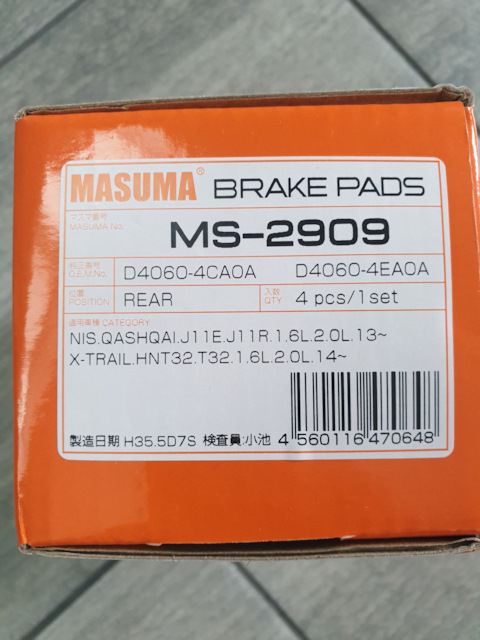 MASUMA® BRAKE PADS
マスマ番号
MASUMA No.
MS-2909
純正番号
O.E.M.No.
D4060-4CA0A D4060-4EA0A
位置
POSITION
REAR
入数
QTY
4 pcs/1set
適用車種 CATEGORY
NIS.QASHQAI.J11E.J11R.1.6L.2.0L.13~
X-TRAIL.HNT32.T32.1.6L.2.0L.14~
製造日期 H35.5D7S 検査員:小池
4 560116 470648